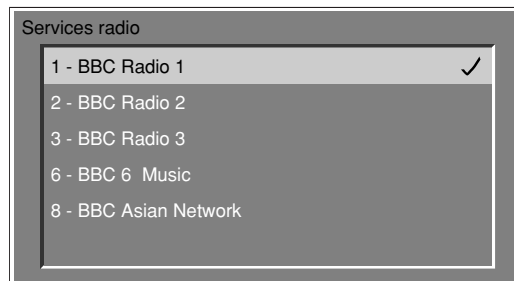 Services radio
1 - BBC Radio 1
2 - BBC Radio 2
3 - BBC Radio 3
6 - BBC 6 Music
8 - BBC Asian Network